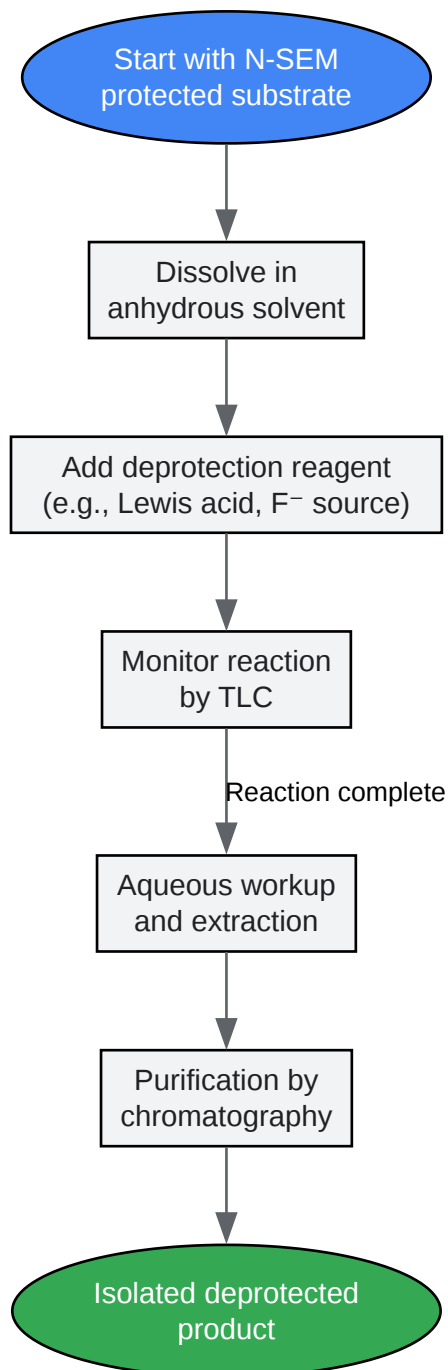 Start with N-SEM
protected substrate
Dissolve in
anhydrous solvent
Add deprotection reagent
(e.g., Lewis acid, F⁻ source)
Monitor reaction
by TLC
Reaction complete
Aqueous workup
and extraction
Purification by
chromatography
Isolated deprotected
product